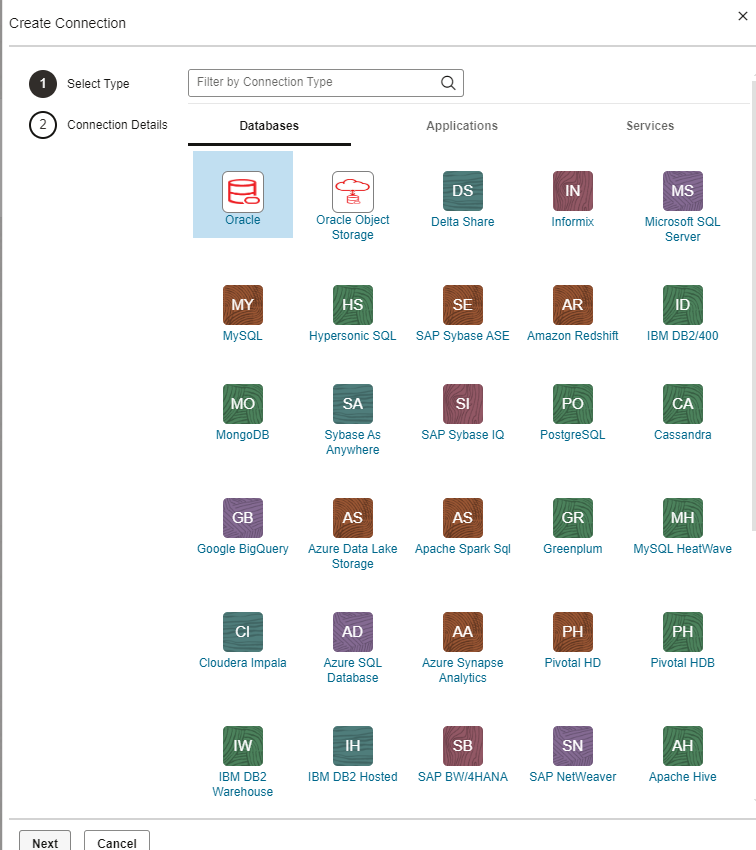 Create Connection
×
1
Select Type
Filter by Connection Type
2
Connection Details
Databases
Applications
Services
Oracle
Oracle Object
Storage
DS
Delta Share
IN
Informix
MS
Microsoft SQL
Server
MY
MySQL
HS
Hypersonic SQL
SE
SAP Sybase ASE
AR
Amazon Redshift
ID
IBM DB2/400
MO
MongoDB
SA
Sybase As
Anywhere
SI
SAP Sybase IQ
PO
PostgreSQL
CA
Cassandra
GB
Google BigQuery
AS
Azure Data Lake
Storage
AS
Apache Spark Sql
GR
Greenplum
MH
MySQL HeatWave
CI
Cloudera Impala
AD
Azure SQL
Database
AA
Azure Synapse
Analytics
PH
Pivotal HD
PH
Pivotal HDB
IW
IBM DB2
Warehouse
IH
IBM DB2 Hosted
SB
SAP BW/4HANA
SN
SAP NetWeaver
AH
Apache Hive
Next
Cancel